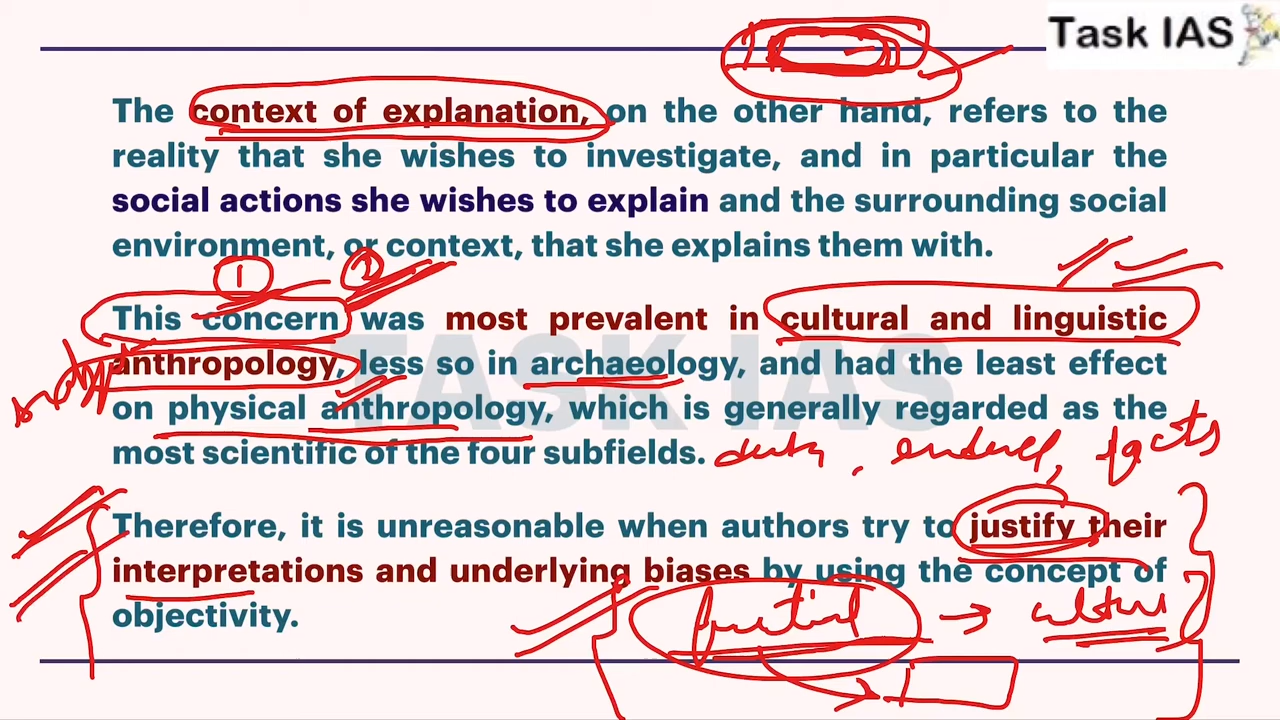 Task IAS
The context of explanation, on the other hand, refers to the
reality that she wishes to investigate, and in particular the
social actions she wishes to explain and the surrounding social
environment, or context, that she explains them with.
1 2
This concern was most prevalent in cultural and linguistic
anthropology, less so in archaeology, and had the least effect
on physical anthropology, which is generally regarded as the
most scientific of the four subfields.
facts
Therefore, it is unreasonable when authors try to justify their
interpretations and underlying biases by using the concept of
objectivity.
culture
TASK IAS